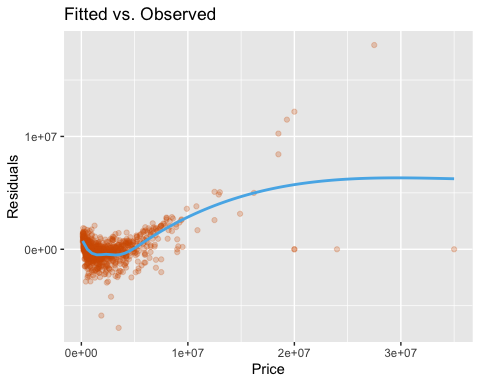 Fitted vs. Observed
Residuals
1e+07
0e+00
0e+00
1e+07
2e+07
3e+07
Price